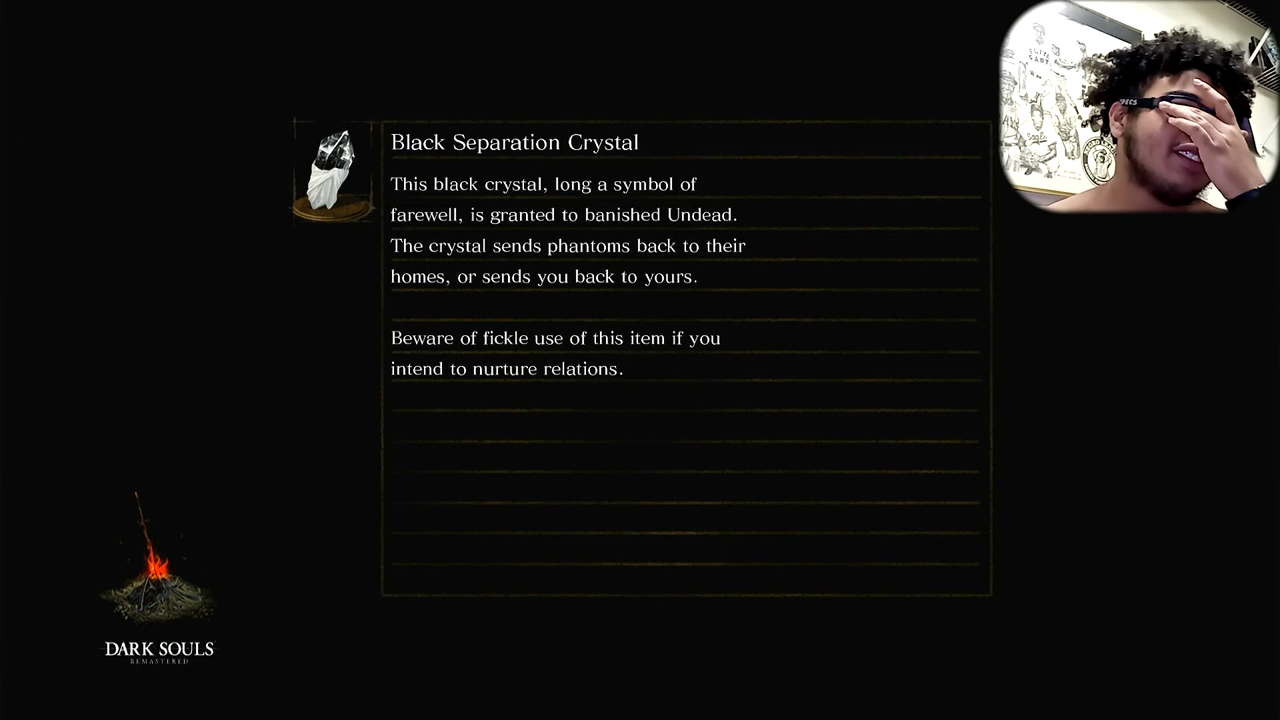 Black Separation Crystal
This black crystal, long a symbol of
farewell, is granted to banished Undead.
The crystal sends phantoms back to their
homes, or sends you back to yours.
Beware of fickle use of this item if you
intend to nurture relations.
DARK SOULS
REMASTERED